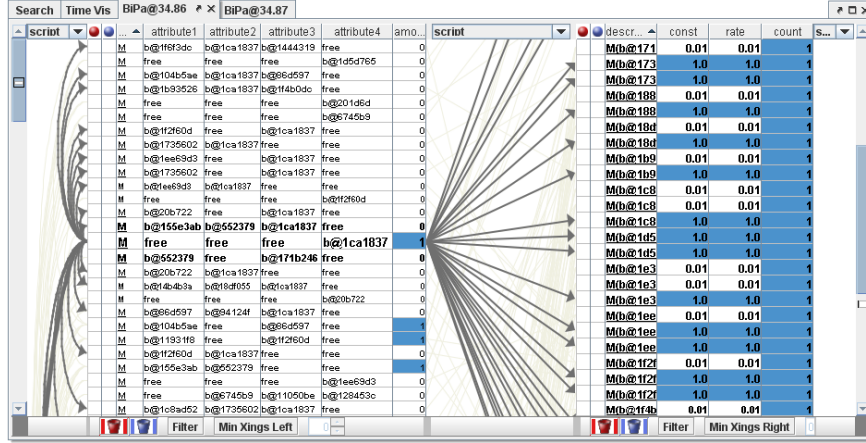 Search Time Vis BiPa@34.86 BiPa@34.87
script ... attribute1 attribute2 attribute3 attribute4 amo...
M b@1f6f3dc b@1ca1837 b@1444319 free 0
M free free free b@1d5d765 0
M b@104b5ae free b@1ca1837 b@86d597 free 0
M b@1b93526 b@1ca1837 b@1f4b0dc free 0
M free free free b@201d6d 0
M free free free b@6745b9 0
M b@1f2f60d free b@1ca1837 free 0
M b@1735602 b@1ca1837 free free 0
M b@1ee69d3 free b@1ca1837 free 0
M b@1735602 free b@1ca1837 free 0
M b@1ee69d3 b@1ca1837 free free 0
M free free free b@1f2f60d 0
M b@20b722 free b@1ca1837 free 0
M b@155e3ab b@552379 b@1ca1837 free 0
M free free free b@1ca1837 1
M b@552379 free b@171b246 free 0
M b@20b722 b@1ca1837 free free 0
M b@14b4b3a b@18df055 b@1ca1837 free 0
M free free free b@20b722 0
M b@86d597 b@94124f b@1ca1837 free 0
M b@104b5ae free b@86d597 free 1
M b@11931f8 free b@1f2f60d free 1
M b@1f2f60d b@1ca1837 free free 0
M b@155e3ab b@552379 free free 1
M free free free b@1ee69d3 0
M free b@6745b9 b@11050be b@128453c 0
M b@1c8ad52 b@1735602 b@1ca1837 free 0
Filter Min Xings Left 0
script descr... const rate count s...
M(b@171 0.01 0.01 1
M(b@173 1.0 1.0 1
M(b@173 1.0 1.0 1
M(b@188 0.01 0.01 1
M(b@188 1.0 1.0 1
M(b@18d 0.01 0.01 1
M(b@18d 1.0 1.0 1
M(b@1b9 0.01 0.01 1
M(b@1b9 1.0 1.0 1
M(b@1c8 0.01 0.01 1
M(b@1c8 0.01 0.01 1
M(b@1c8 1.0 1.0 1
M(b@1d5 1.0 1.0 1
M(b@1d5 1.0 1.0 1
M(b@1e3 0.01 0.01 1
M(b@1e3 0.01 0.01 1
M(b@1e3 1.0 1.0 1
M(b@1ee 0.01 0.01 1
M(b@1ee 1.0 1.0 1
M(b@1ee 1.0 1.0 1
M(b@1f2f 0.01 0.01 1
M(b@1f2f 1.0 1.0 1
M(b@1f2f 1.0 1.0 1
M(b@1f4b 0.01 0.01 1
Filter Min Xings Right 0